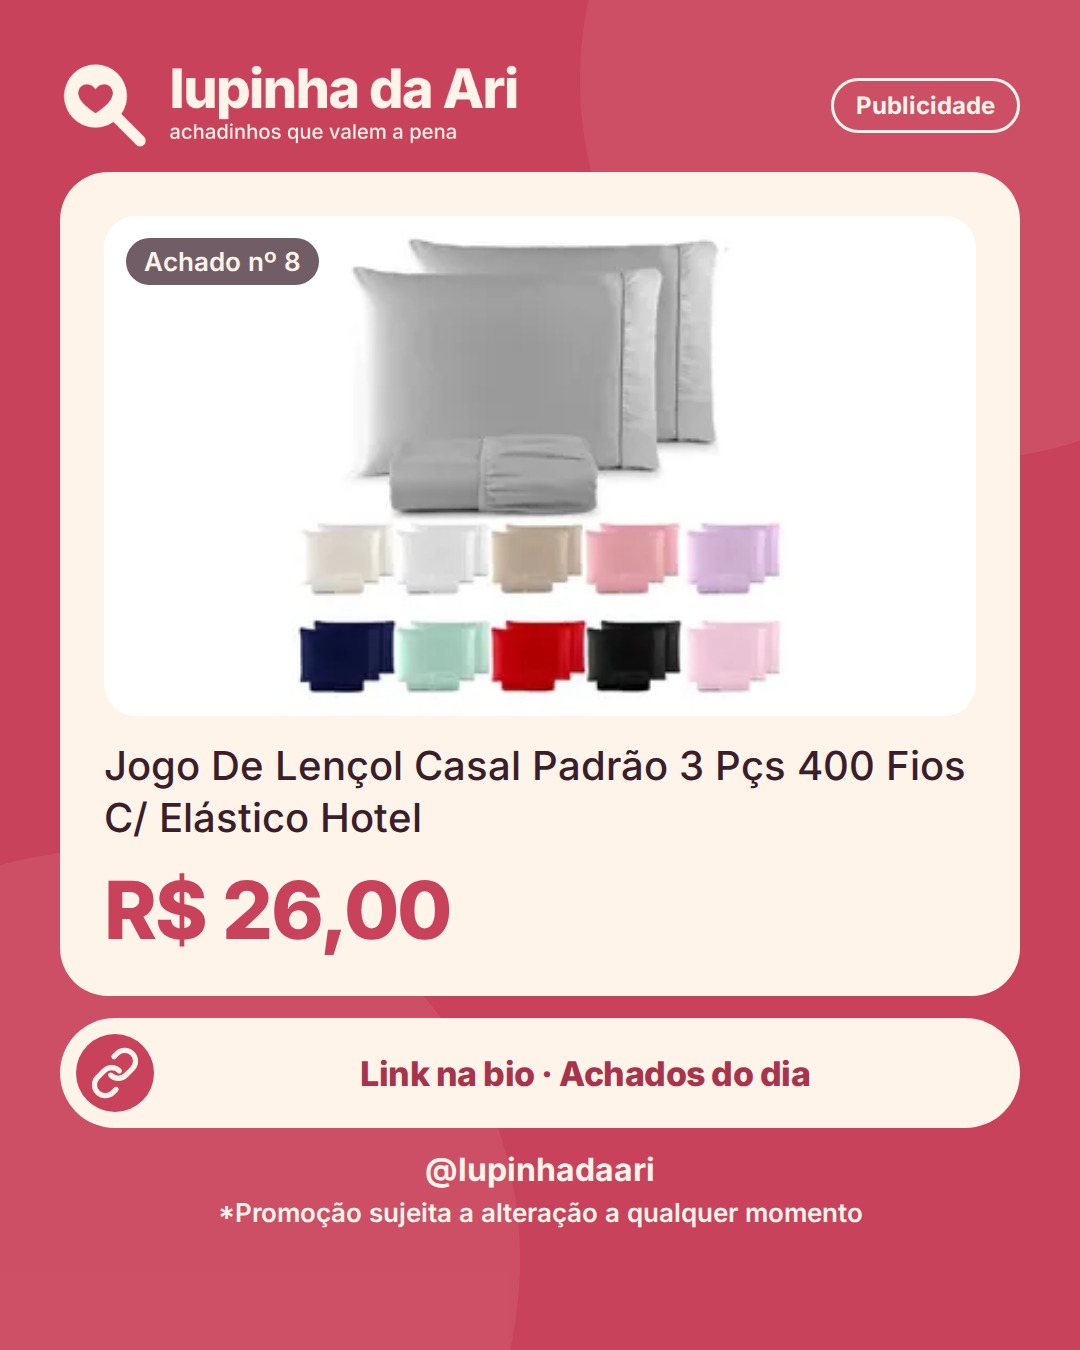 lupinha da Ari
achadinhos que valem a pena
Publicidade
Achado nº 8
Jogo De Lençol Casal Padrão 3 Pçs 400 Fios
C/ Elástico Hotel
R$ 26,00
Link na bio · Achados do dia
@lupinhadaari
*Promoção sujeita a alteração a qualquer momento